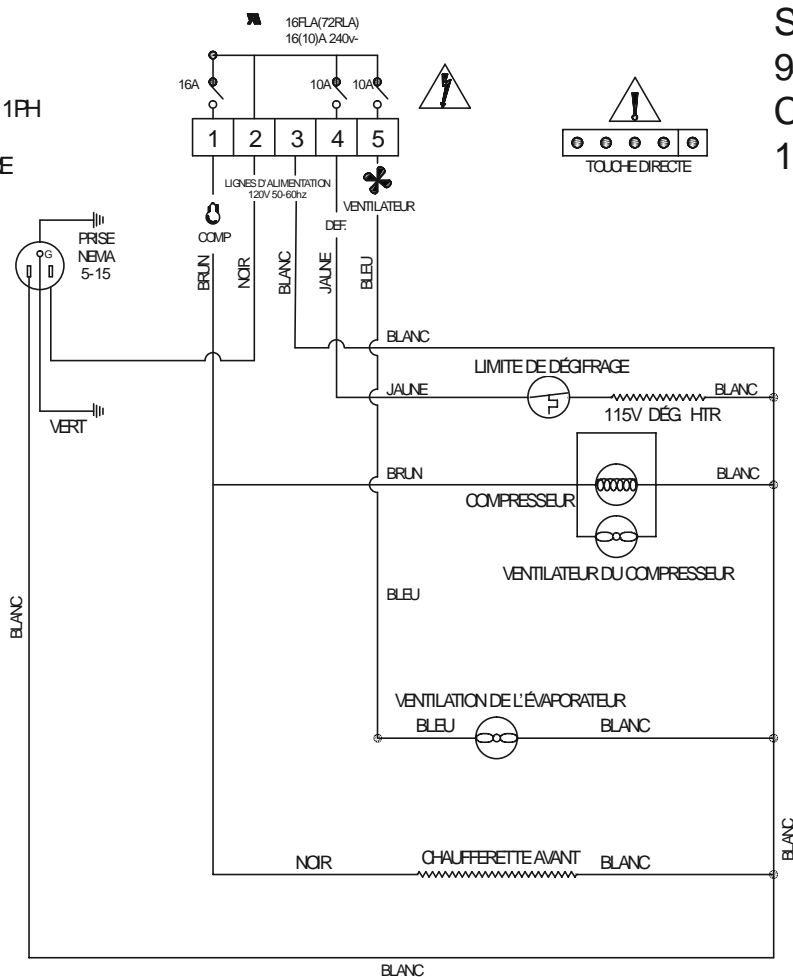 16FLA(72RLA)
16(10)A 240v-
S
9
C
1
1PH
E
16A
10A
10A
1 2 3 4 5
TOUCHE DIRECTE
LIGNES D'ALIMENTATION
120V 50-60hz
VENTILATEUR
COMP
DEF.
PRISE
NEMA
5-15
G
BRUN
NOIR
BLANC
JAUNE
BLEU
BLANC
LIMITE DE DÉGIFRAGE
JAUNE
BLANC
115V DÉG. HTR
VERT
BRUN
BLANC
COMPRESSEUR
VENTILATEUR DU COMPRESSEUR
BLEU
BLANC
VENTILATION DE L'ÉVAPORATEUR
BLEU
BLANC
BLANC
NOIR
CHAUFFERETTE AVANT
BLANC
BLANC